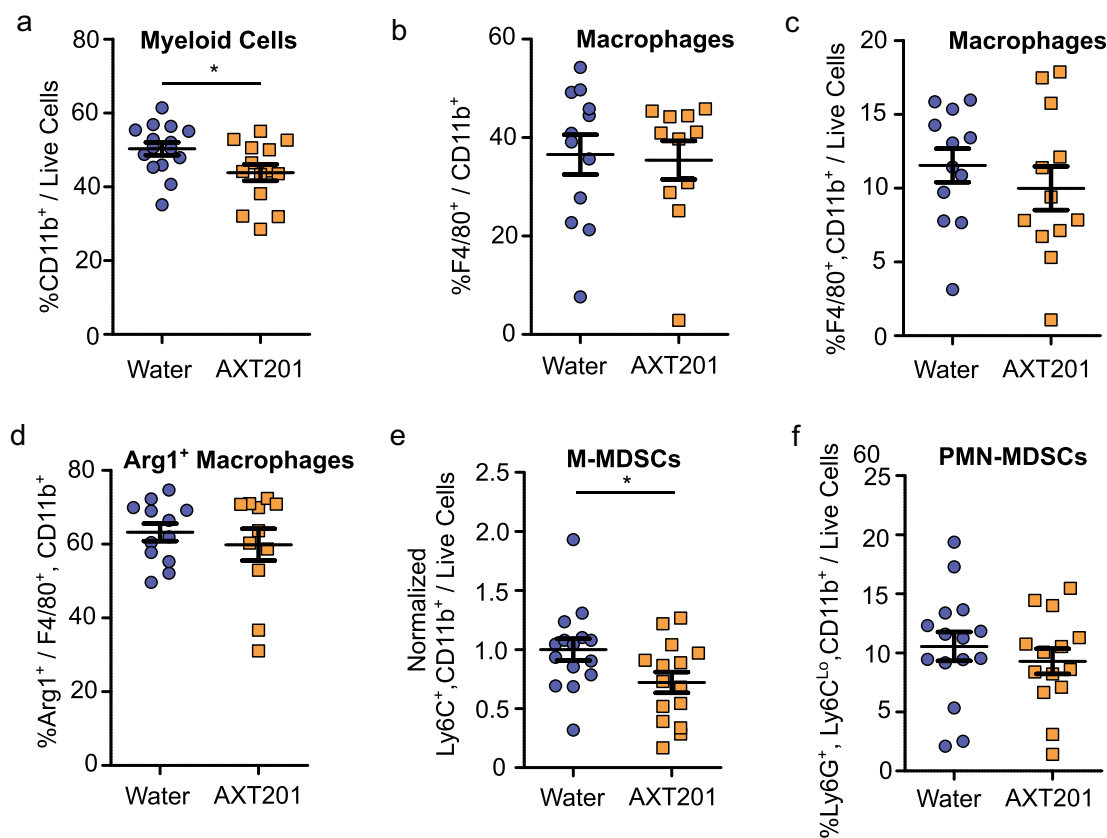 a
Myeloid Cells
*
%CD11b⁺ / Live Cells
80
60
40
20
0
Water
AXT201
b
Macrophages
%F4/80⁺ / CD11b⁺
60
40
20
0
Water
AXT201
c
Macrophages
%F4/80⁺,CD11b⁺ / Live Cells
20
15
10
5
0
Water
AXT201
d
Arg1⁺ Macrophages
%Arg1⁺ / F4/80⁺, CD11b⁺
80
60
40
60
80
20
0
Water
AXT201
e
M-MDSCs
*
Normalized
Ly6C⁺,CD11b⁺ / Live Cells
2.5
2.0
1.5
1.0
0.5
0
Water
AXT201
f
60
PMN-MDSCs
%Ly6G⁺, Ly6Cᴸᵒ,CD11b⁺ / Live Cells
25
20
15
10
5
0
Water
AXT201